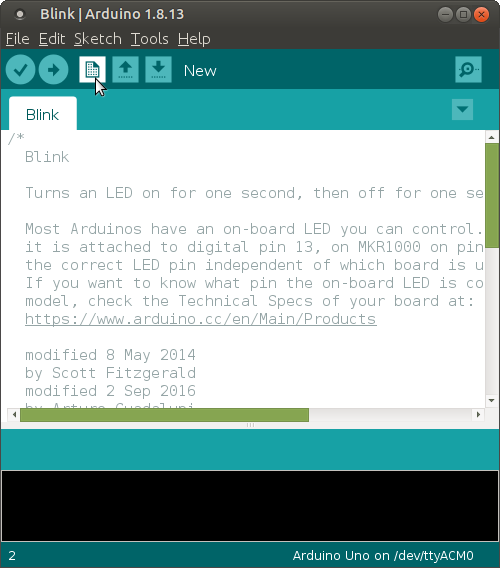 Blink | Arduino 1.8.13
File Edit Sketch Tools Help
New
Blink
/*
Blink
Turns an LED on for one second, then off for one se
Most Arduinos have an on-board LED you can control.
it is attached to digital pin 13, on MKR1000 on pin
the correct LED pin independent of which board is u
If you want to know what pin the on-board LED is co
model, check the Technical Specs of your board at:
https://www.arduino.cc/en/Main/Products
modified 8 May 2014
by Scott Fitzgerald
modified 2 Sep 2016
by Arturo Guadalupi
2
Arduino Uno on /dev/ttyACM0